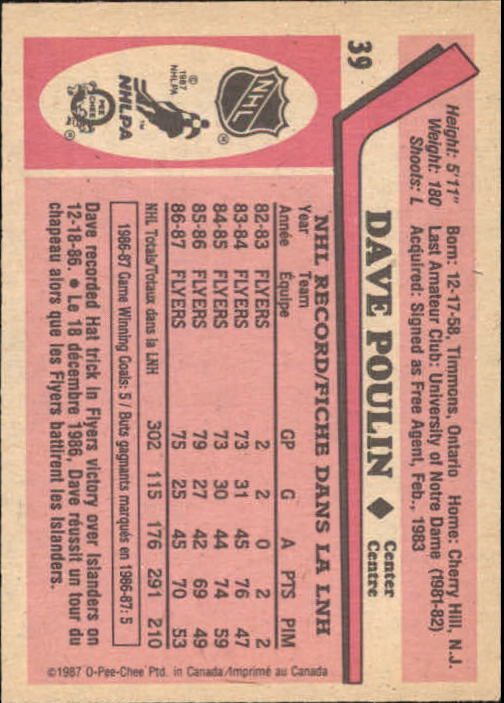 39
Height: 5'11" Born: 12-17-58, Timmons, Ontario Home: Cherry Hill, N.J.
Weight: 180 Last Amateur Club: University of Notre Dame (1981-82)
Shoots: L Acquired: Signed as Free Agent, Feb., 1983
DAVE POULIN ◆ Center
Centre
NHL
© 1987 NHLPA
NHLPA™
O PEE CHEE ®
NHL RECORD/FICHE DANS LA LNH
Year Team
Année Équipe GP G A PTS PIM
82-83 FLYERS 2 2 0 2 2
83-84 FLYERS 73 31 45 76 47
84-85 FLYERS 73 30 44 74 59
85-86 FLYERS 79 27 42 69 49
86-87 FLYERS 75 25 45 70 53
NHL Totals/Totaux dans la LNH 302 115 176 291 210
1986-87 Game Winning Goals: 5 / Buts gagnants marqués en 1986-87: 5
Dave recorded Hat trick in Flyers victory over Islanders on
12-18-86. ● Le 18 décembre 1986, Dave réussit un tour du
chapeau alors que les Flyers battirent les Islanders.
©1987 O-Pee-Chee Ptd. in Canada/Imprimé au Canada